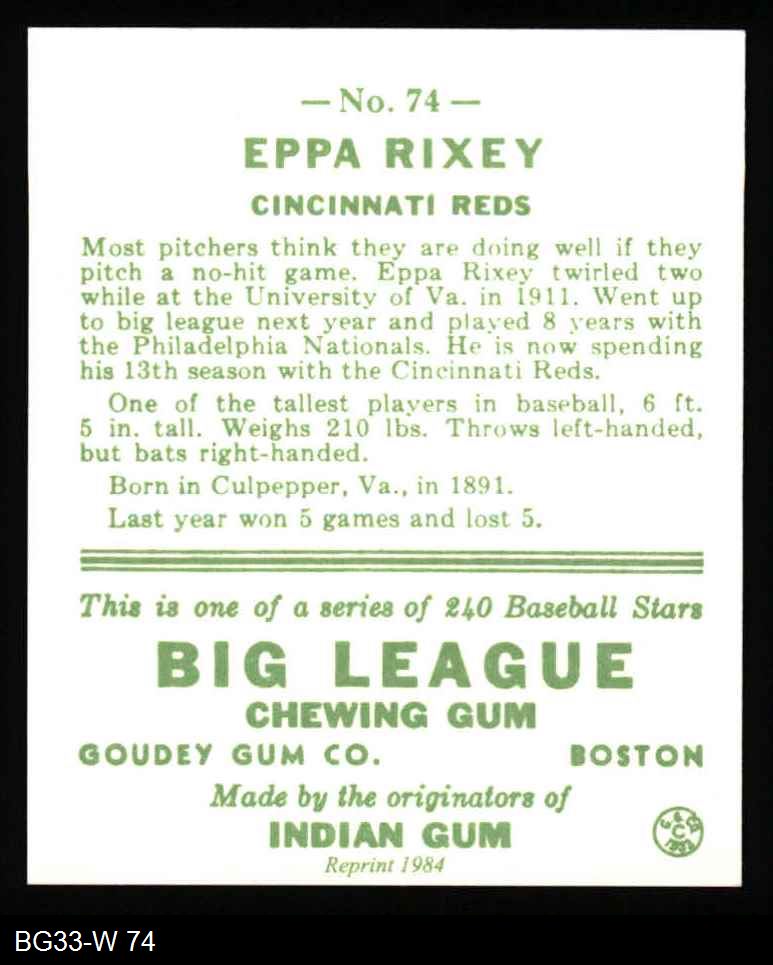 — No. 74 —
EPPA RIXEY
CINCINNATI REDS
Most pitchers think they are doing well if they
pitch a no-hit game. Eppa Rixey twirled two
while at the University of Va. in 1911. Went up
to big league next year and played 8 years with
the Philadelphia Nationals. He is now spending
his 13th season with the Cincinnati Reds.
One of the tallest players in baseball, 6 ft.
5 in. tall. Weighs 210 lbs. Throws left-handed,
but bats right-handed.
Born in Culpepper, Va., in 1891.
Last year won 5 games and lost 5.
This is one of a series of 240 Baseball Stars
BIG LEAGUE
CHEWING GUM
GOUDEY GUM CO. BOSTON
Made by the originators of
INDIAN GUM
Reprint 1984
C
BG33-W 74